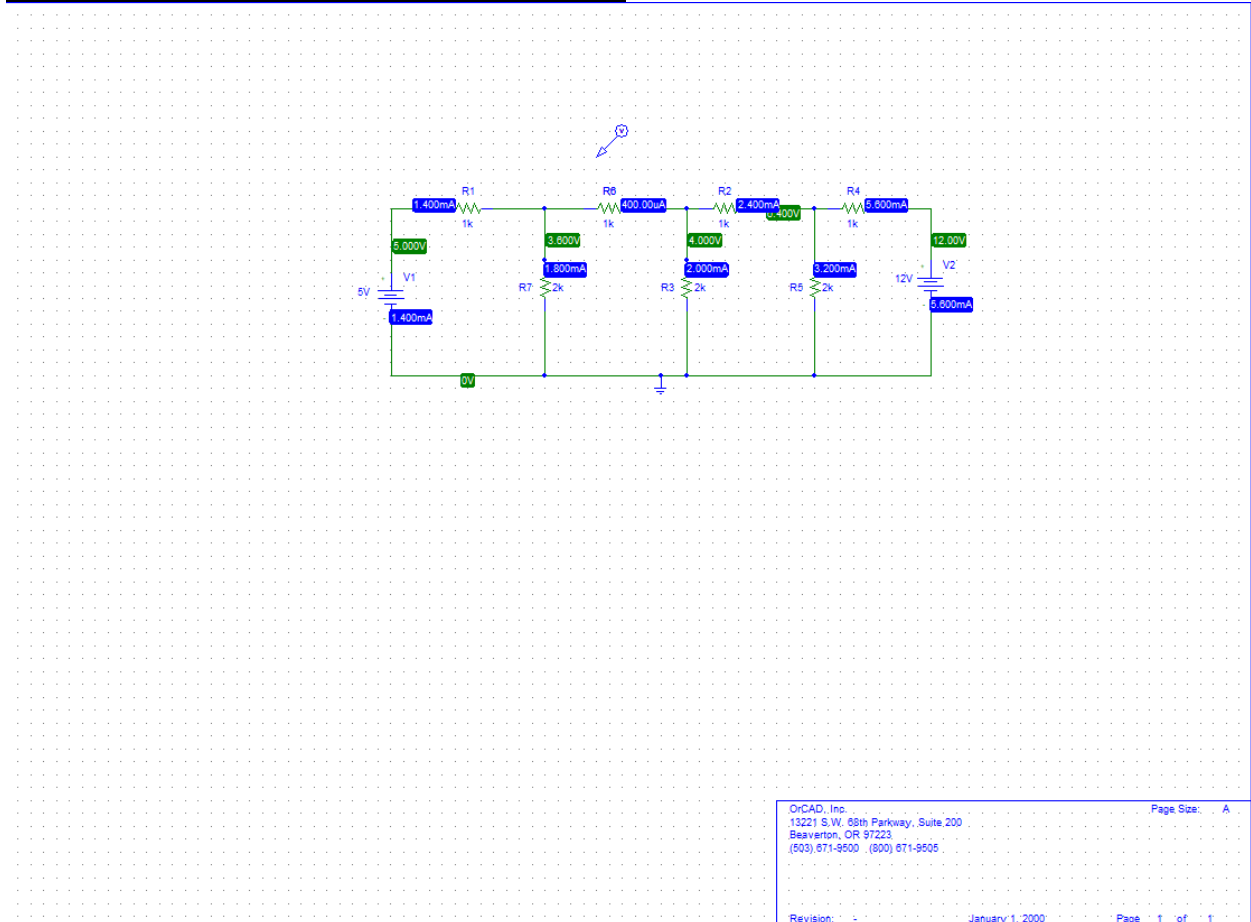 V
R1 R6 R2 R4
1.400mA 400.00uA 2.400mA 5.600mA
1k 1k 1k 1k
5.000V 3.600V 4.000V 12.00V
1.800mA 2.000mA 3.200mA
5V V1 R7 2k R3 2k R5 2k 12V V2
1.400mA 5.600mA
0V
OrCAD, Inc. Page Size: A
13221 S.W. 68th Parkway, Suite 200
Beaverton, OR 97223
(503) 671-9500 (800) 671-9505
Revision: - January 1, 2000 Page 1 of 1